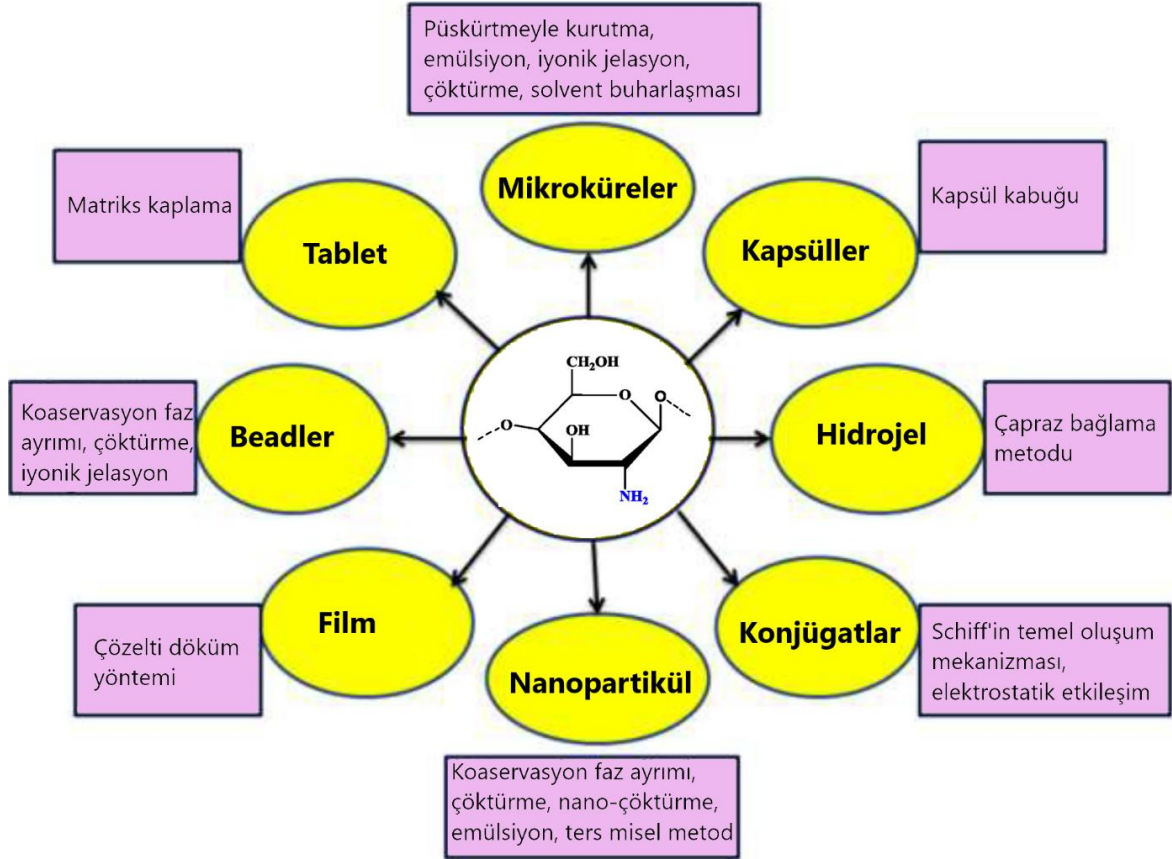 Püskürtmeyle kurutma,
emülsiyon, iyonik jelasyon,
çöktürme, solvent buharlaşması
Mikroküreler
Matriks kaplama
Tablet
Kapsüller
Kapsül kabuğu
CH₂OH
O
O
O
OH
NH₂
Koaservasyon faz
ayrımı, çöktürme,
iyonik jelasyon
Beadler
Hidrojel
Çapraz bağlama
metodu
Çözelti döküm
yöntemi
Film
Nanopartikül
Konjügatlar
Schiff'in temel oluşum
mekanizması,
elektrostatik etkileşim
Koaservasyon faz ayrımı,
çöktürme, nano-çöktürme,
emülsiyon, ters misel metod